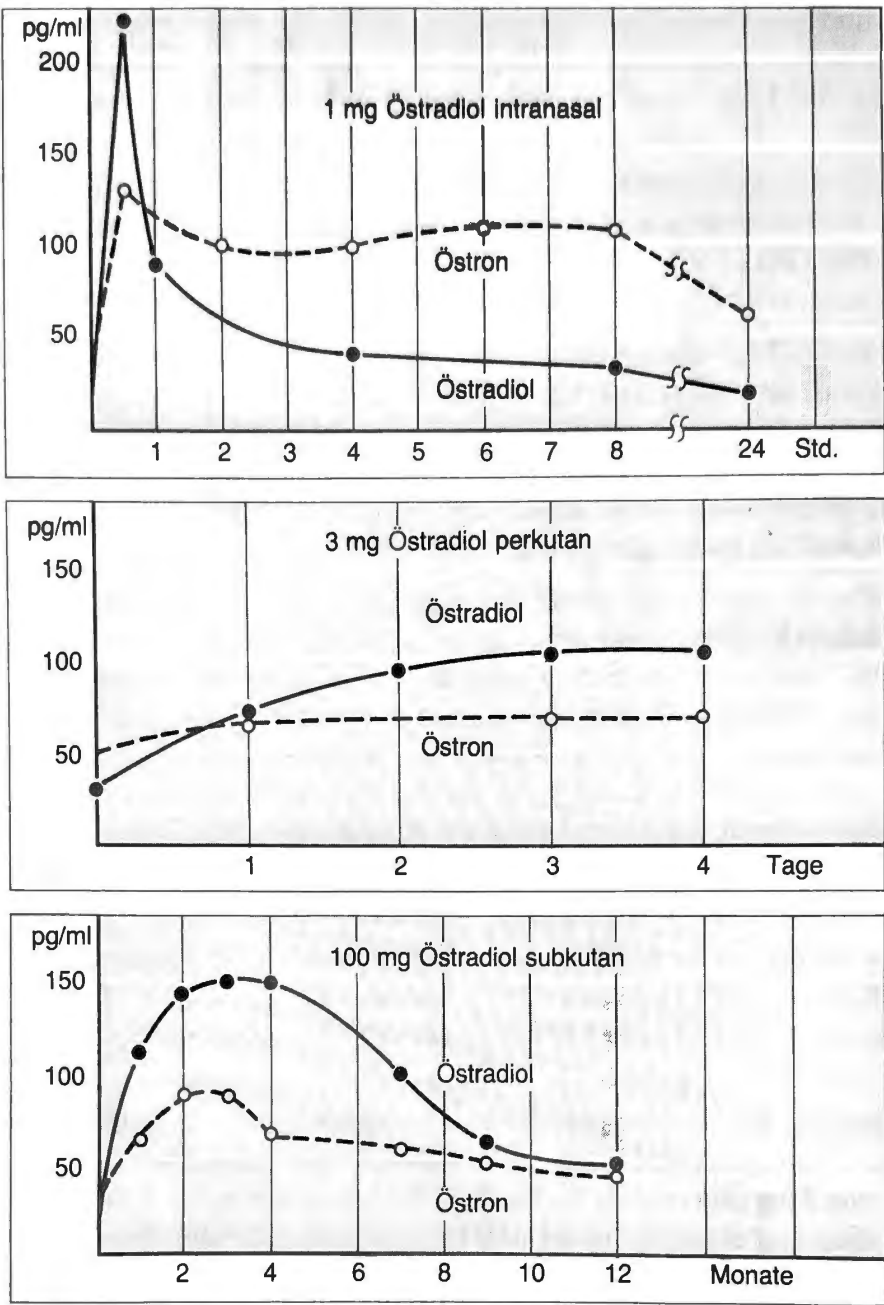 pg/ml
200
1 mg Östradiol intranasal
150
100
Östron
50
Östradiol
1 2 3 4 5 6 7 8 24 Std.
pg/ml
3 mg Östradiol perkutan
150
Östradiol
100
50
Östron
1 2 3 4 Tage
pg/ml
100 mg Östradiol subkutan
150
100
Östradiol
50
Östron
2 4 6 8 10 12 Monate